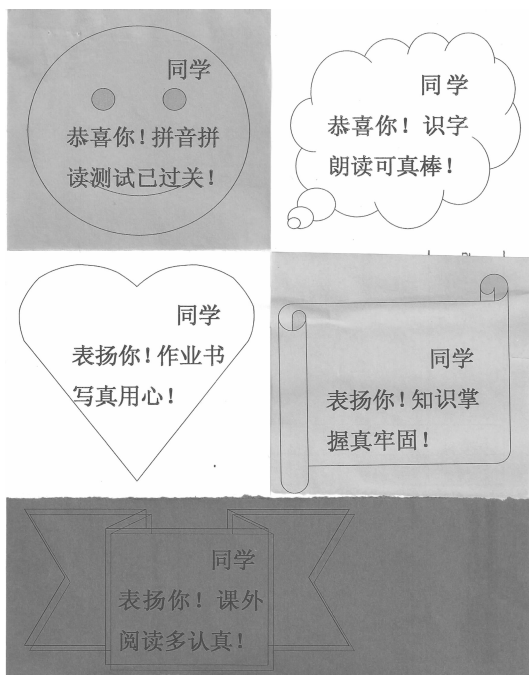 同学
恭喜你！拼音拼
读测试已过关！
同学
恭喜你！识字
朗读可真棒！
同学
表扬你！作业书
写真用心！
同学
表扬你！知识掌
握真牢固！
同学
表扬你！课外
阅读多认真！